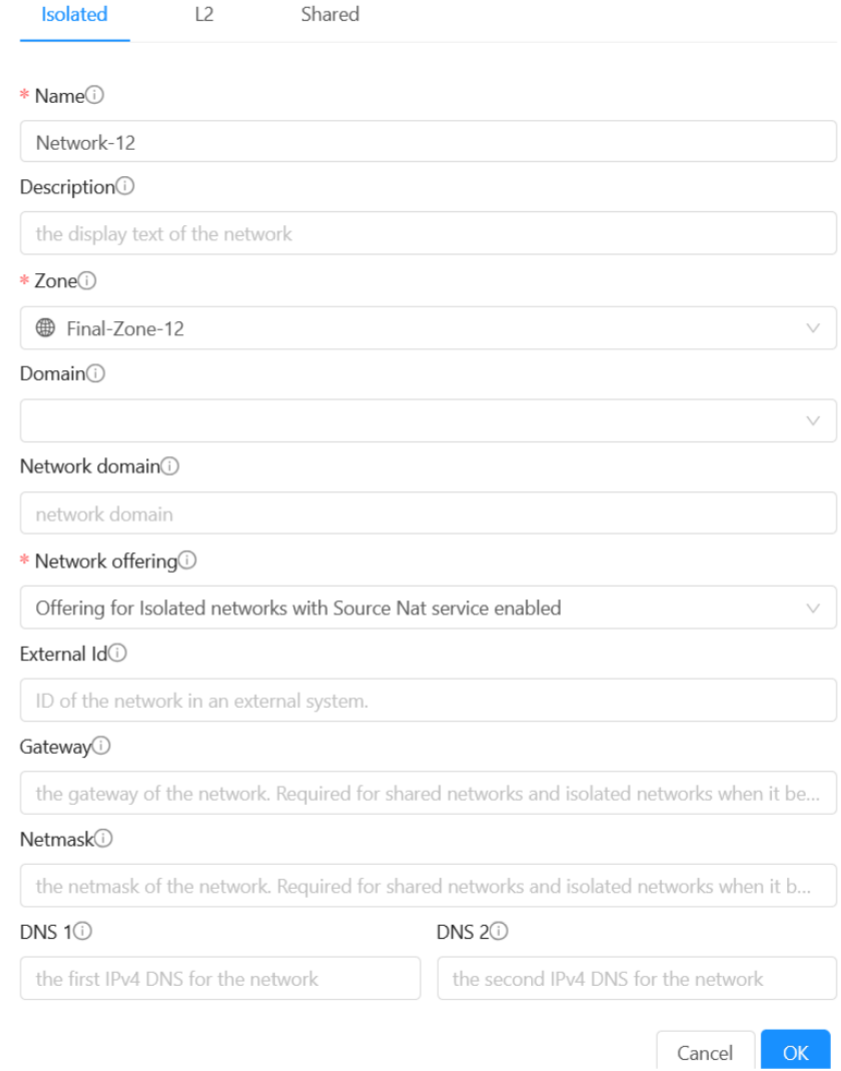 Isolated L2 Shared
* Name
Network-12
Description
the display text of the network
* Zone
Final-Zone-12
Domain
Network domain
network domain
* Network offering
Offering for Isolated networks with Source Nat service enabled
External Id
ID of the network in an external system.
Gateway
the gateway of the network. Required for shared networks and isolated networks when it be...
Netmask
the netmask of the network. Required for shared networks and isolated networks when it b...
DNS 1 DNS 2
the first IPv4 DNS for the network the second IPv4 DNS for the network
Cancel OK